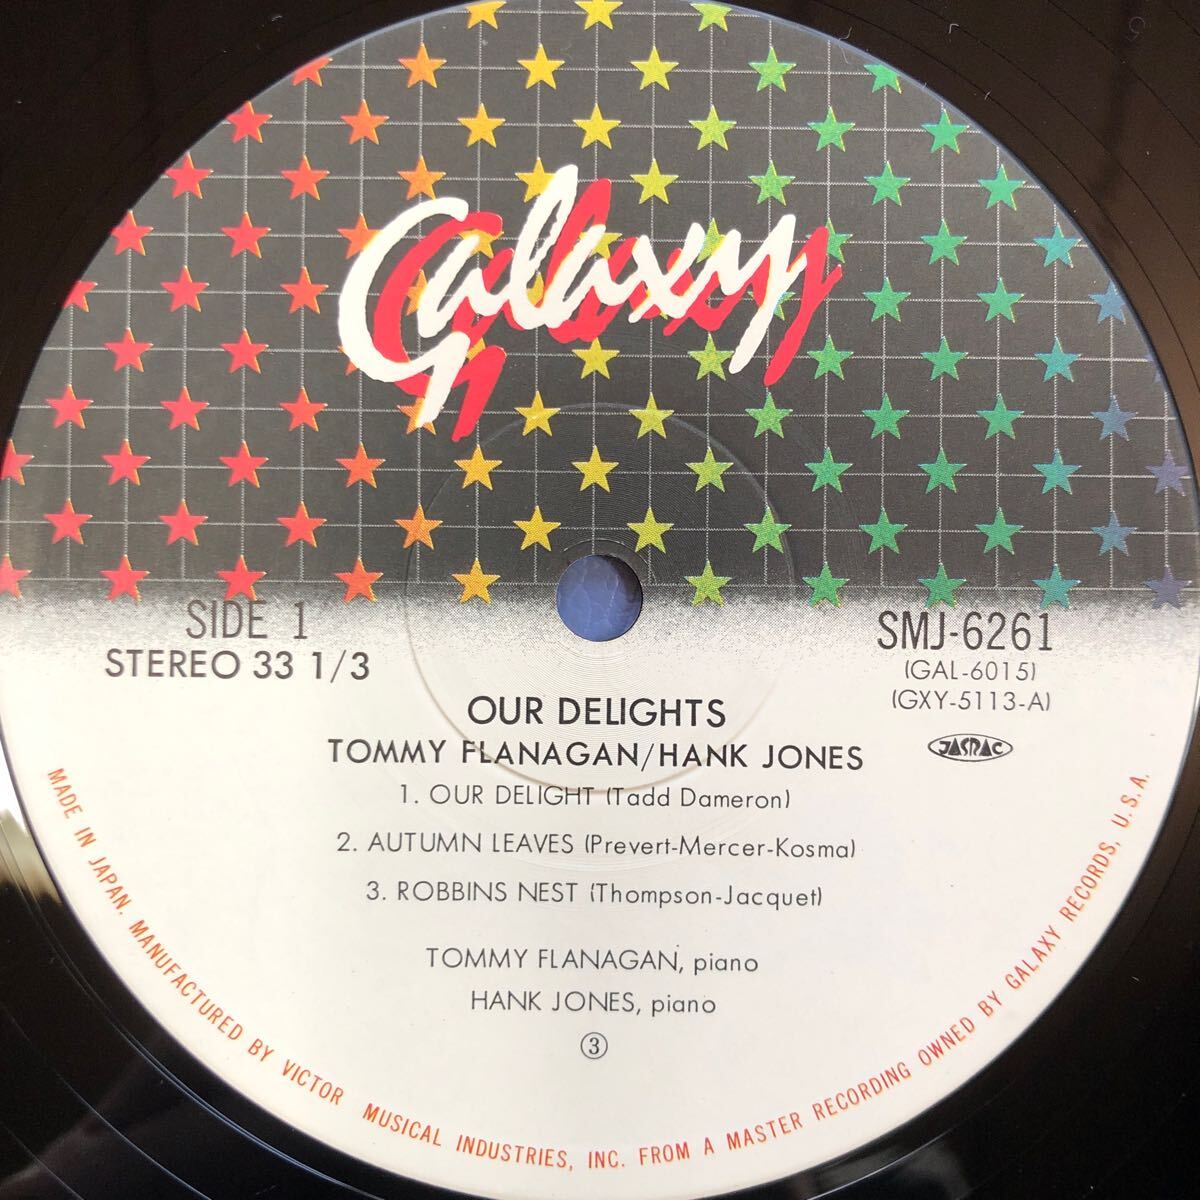 Galaxy
SIDE 1
STEREO 33 1/3
SMJ-6261
(GAL-6015)
(GXY-5113-A)
JASRAC
OUR DELIGHTS
TOMMY FLANAGAN/HANK JONES
1. OUR DELIGHT (Tadd Dameron)
2. AUTUMN LEAVES (Prevert-Mercer-Kosma)
3. ROBBINS NEST (Thompson-Jacquet)
TOMMY FLANAGAN, piano
HANK JONES, piano
③
MADE IN JAPAN. MANUFACTURED BY VICTOR MUSICAL INDUSTRIES, INC. FROM A MASTER RECORDING OWNED BY GALAXY RECORDS, U.S.A.